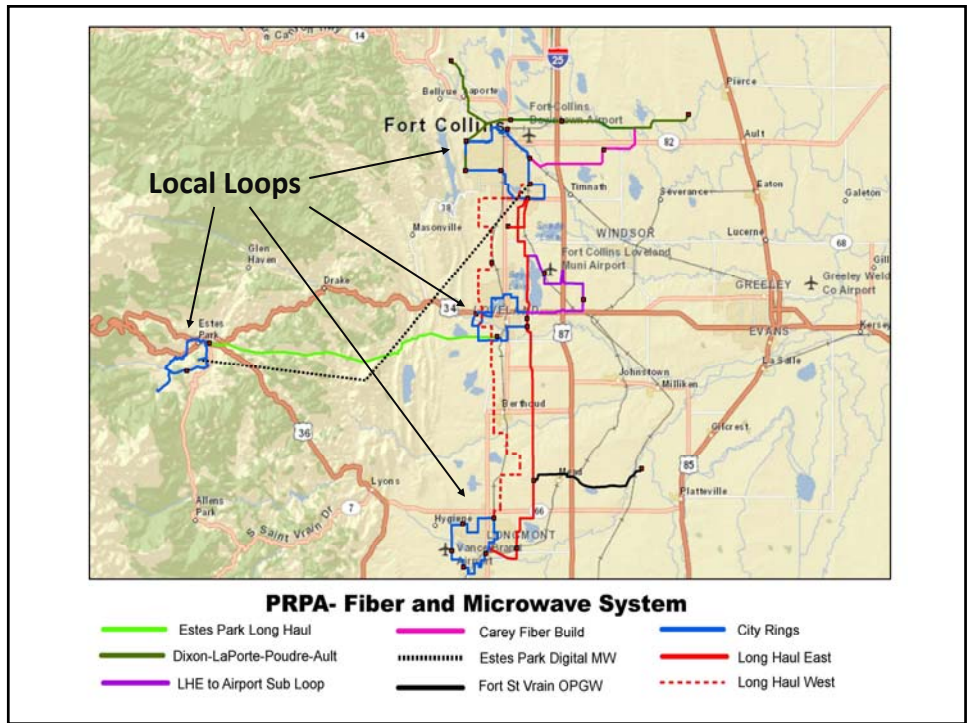 14
25
Pierce
Bellvue
Laporte
Fort Collins
Downtown Airport
Fort Collins
Ault
82
Local Loops
Timnath
Severance
Eaton
Galeton
38
Masonville
WINDSOR
Lucerne
68
Glen
Haven
Fort Collins Loveland
Muni Airport
Gill
Drake
GREELEY
Greeley Weld
Co Airport
34
LOVELAND
Estes
Park
87
EVANS
Kersey
La Salle
Johnstown
Milliken
Berthoud
36
Gilcrest
85
Mead
Lyons
Platteville
Allens
Park
7
S Saint Vrain Dr
66
Hygiene
LONGMONT
Vance Brand
Airport
PRPA- Fiber and Microwave System
Estes Park Long Haul
Carey Fiber Build
City Rings
Dixon-LaPorte-Poudre-Ault
Estes Park Digital MW
Long Haul East
LHE to Airport Sub Loop
Fort St Vrain OPGW
Long Haul West